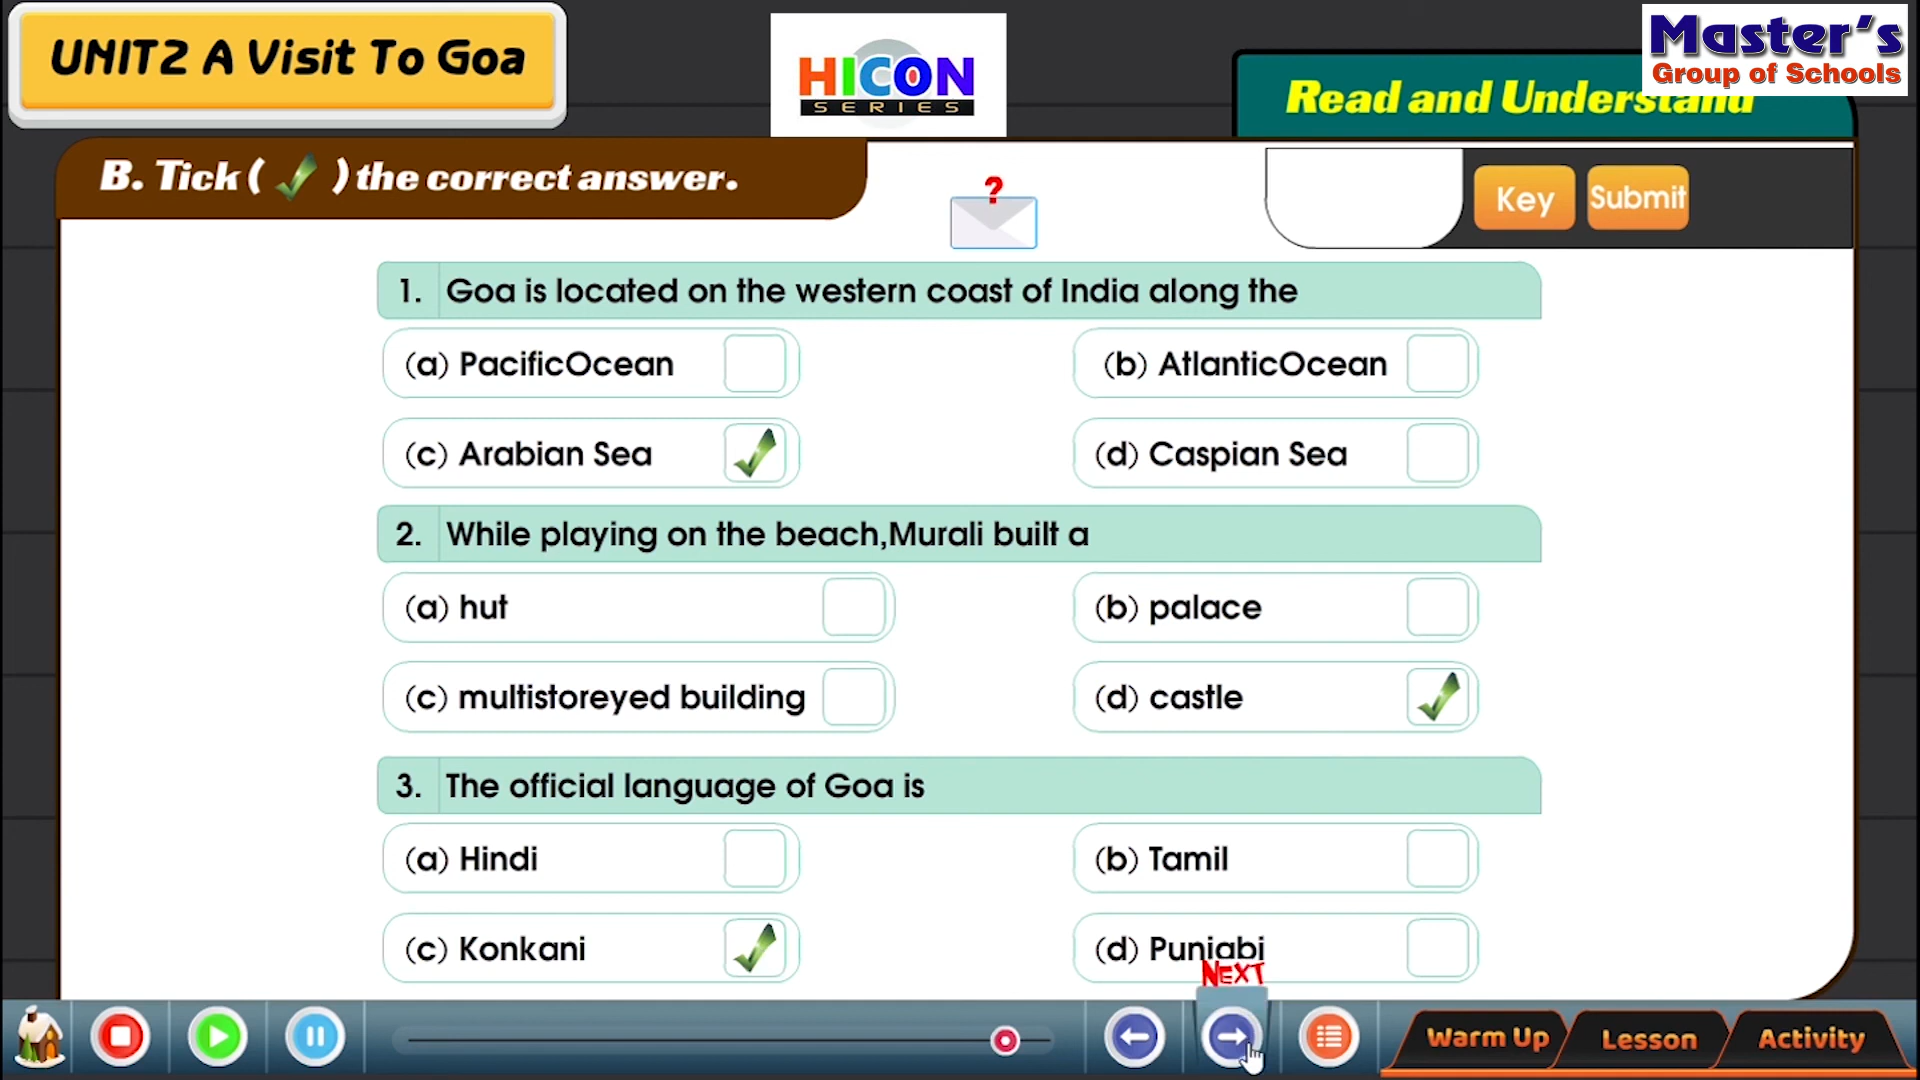 UNIT2 A Visit To Goa
HICON
SERIES
Master's
Group of Schools
Read and Understand
B. Tick ( ✓ ) the correct answer.
?
Key
Submit
1. Goa is located on the western coast of India along the
(a) PacificOcean
(b) AtlanticOcean
(c) Arabian Sea ✓
(d) Caspian Sea
2. While playing on the beach,Murali built a
(a) hut
(b) palace
(c) multistoreyed building
(d) castle ✓
3. The official language of Goa is
(a) Hindi
(b) Tamil
(c) Konkani ✓
(d) Punjabi
NEXT
Warm Up
Lesson
Activity